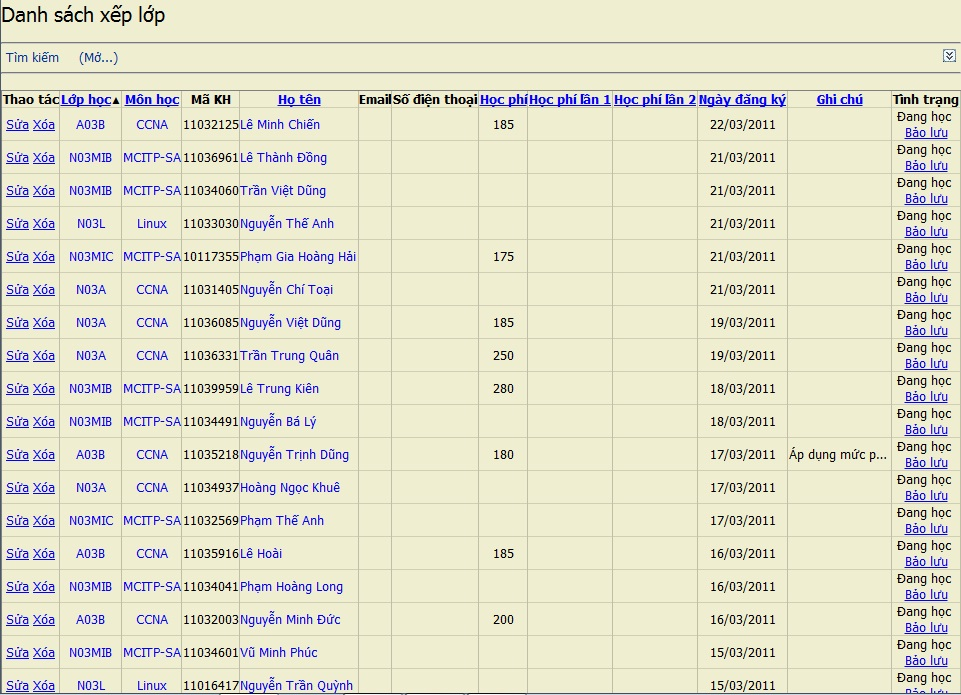 Danh sách xếp lớp
Tìm kiếm (Mở...)
Thao tác Lớp học▲ Môn học Mã KH Họ tên Email Số điện thoại Học phí Học phí lần 1 Học phí lần 2 Ngày đăng ký Ghi chú Tình trạng
Sửa Xóa A03B CCNA 11032125 Lê Minh Chiến 185 22/03/2011 Đang học
Bảo lưu
Sửa Xóa N03MIB MCITP-SA 11036961 Lê Thành Đồng 21/03/2011 Đang học
Bảo lưu
Sửa Xóa N03MIB MCITP-SA 11034060 Trần Việt Dũng 21/03/2011 Đang học
Bảo lưu
Sửa Xóa N03L Linux 11033030 Nguyễn Thế Anh 21/03/2011 Đang học
Bảo lưu
Sửa Xóa N03MIC MCITP-SA 10117355 Phạm Gia Hoàng Hải 175 21/03/2011 Đang học
Bảo lưu
Sửa Xóa N03A CCNA 11031405 Nguyễn Chí Toại 21/03/2011 Đang học
Bảo lưu
Sửa Xóa N03A CCNA 11036085 Nguyễn Việt Dũng 185 19/03/2011 Đang học
Bảo lưu
Sửa Xóa N03A CCNA 11036331 Trần Trung Quân 250 19/03/2011 Đang học
Bảo lưu
Sửa Xóa N03MIB MCITP-SA 11039959 Lê Trung Kiên 280 18/03/2011 Đang học
Bảo lưu
Sửa Xóa N03MIB MCITP-SA 11034491 Nguyễn Bá Lý 18/03/2011 Đang học
Bảo lưu
Sửa Xóa A03B CCNA 11035218 Nguyễn Trịnh Dũng 180 17/03/2011 Áp dụng mức p... Đang học
Bảo lưu
Sửa Xóa N03A CCNA 11034937 Hoàng Ngọc Khuê 17/03/2011 Đang học
Bảo lưu
Sửa Xóa N03MIC MCITP-SA 11032569 Phạm Thế Anh 17/03/2011 Đang học
Bảo lưu
Sửa Xóa A03B CCNA 11035916 Lê Hoài 185 16/03/2011 Đang học
Bảo lưu
Sửa Xóa N03MIB MCITP-SA 11034041 Phạm Hoàng Long 16/03/2011 Đang học
Bảo lưu
Sửa Xóa A03B CCNA 11032003 Nguyễn Minh Đức 200 16/03/2011 Đang học
Bảo lưu
Sửa Xóa N03MIB MCITP-SA 11034601 Vũ Minh Phúc 15/03/2011 Đang học
Bảo lưu
Sửa Xóa N03L Linux 11016417 Nguyễn Trần Quỳnh 15/03/2011 Đang học
Bảo lưu